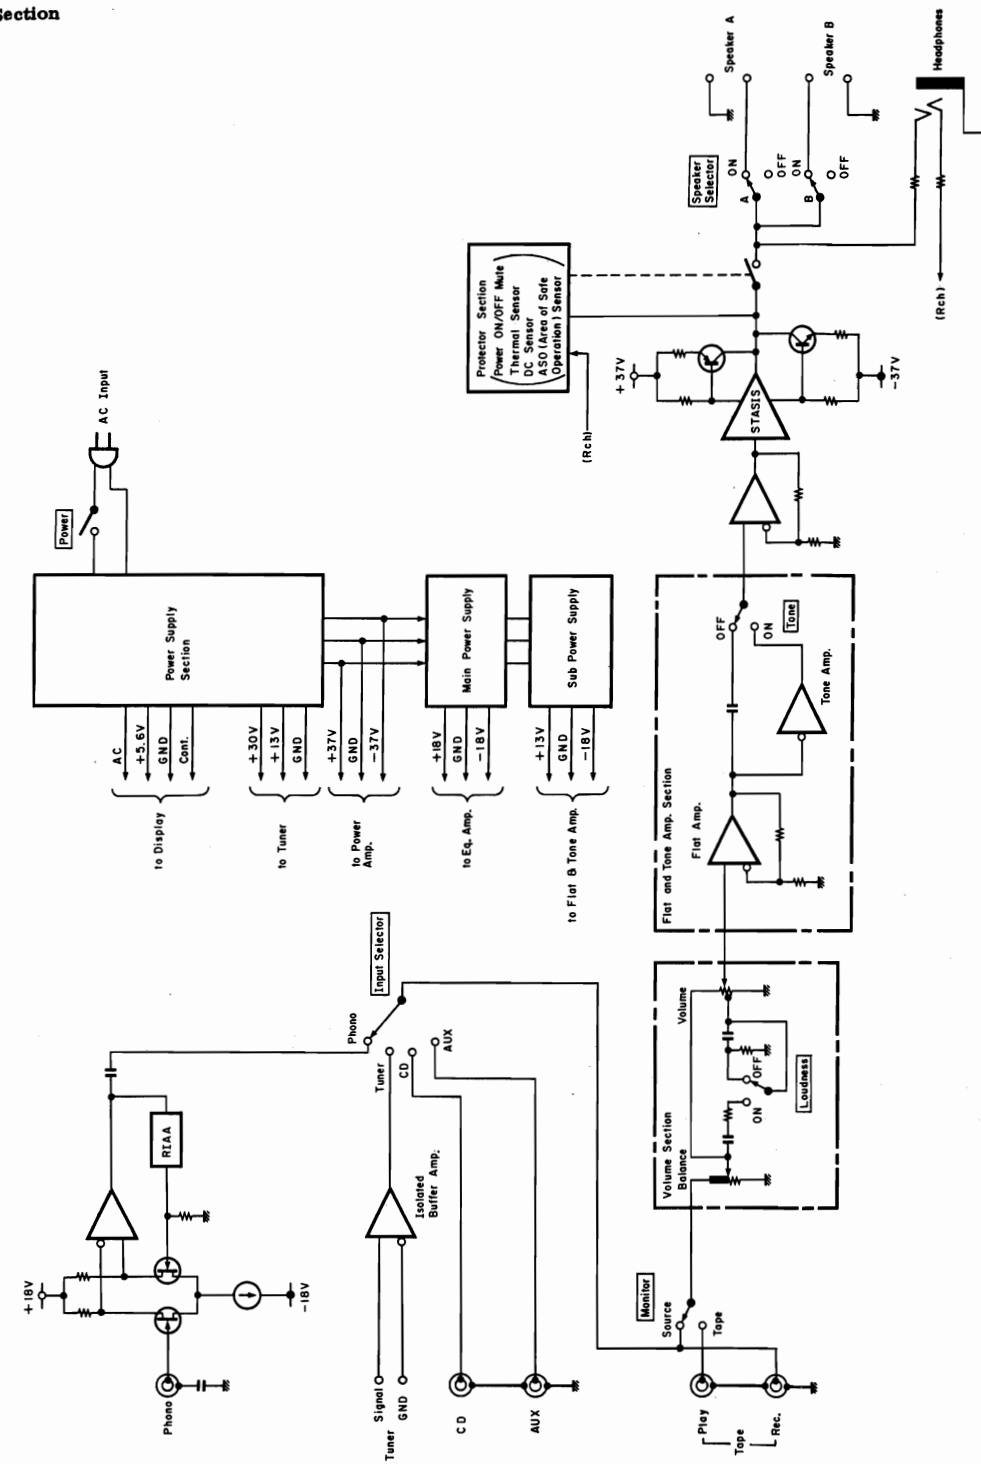 Section
Speaker A
Speaker B
Headphones
Speaker
Selector
ON
OFF
ON
OFF
A
B
(Rch)
Protector Section
Power ON/OFF Mute
Thermal Sensor
DC Sensor
ASO (Area of Safe
Operation) Sensor
(Rch)
+37V
-37V
STASIS
AC Input
Power
Power Supply
Section
Main Power Supply
Sub Power Supply
AC
+5.6V
GND
Cont.
+30V
+13V
GND
+37V
GND
-37V
+18V
GND
-18V
+13V
GND
-18V
to Display
to Tuner
to Power
Amp.
to Eq. Amp.
to Flat & Tone Amp.
OFF
ON
Tone
Tone Amp.
Flat Amp.
Flat and Tone Amp. Section
Input Selector
Phono
Tuner
CD
AUX
RIAA
Isolated
Buffer Amp.
+18V
-18V
Volume
OFF
ON
Loudness
Volume Section
Balance
Monitor
Source
Tape
Phono
Signal
GND
Tuner
CD
AUX
Play
Rec.
Tape